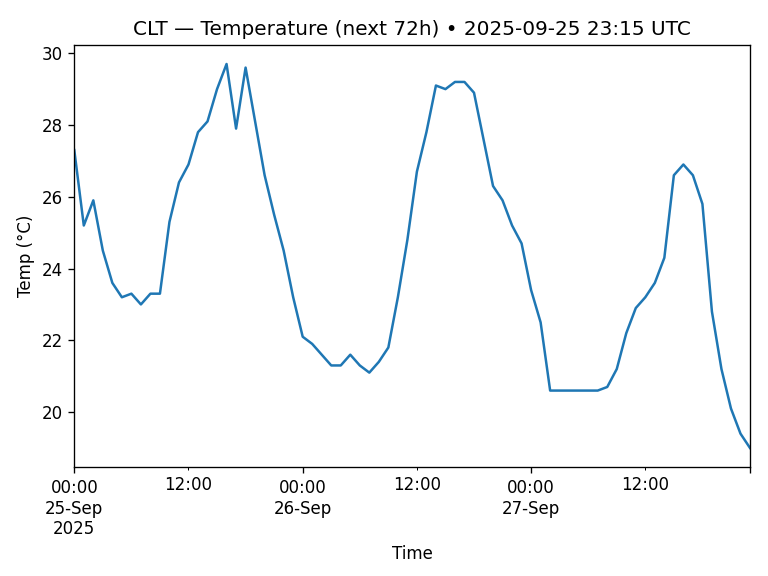 CLT — Temperature (next 72h) • 2025-09-25 23:15 UTC
Temp (°C)
30
28
26
24
22
20
00:00 12:00 00:00 12:00 00:00 12:00
25-Sep 26-Sep 27-Sep
2025
Time